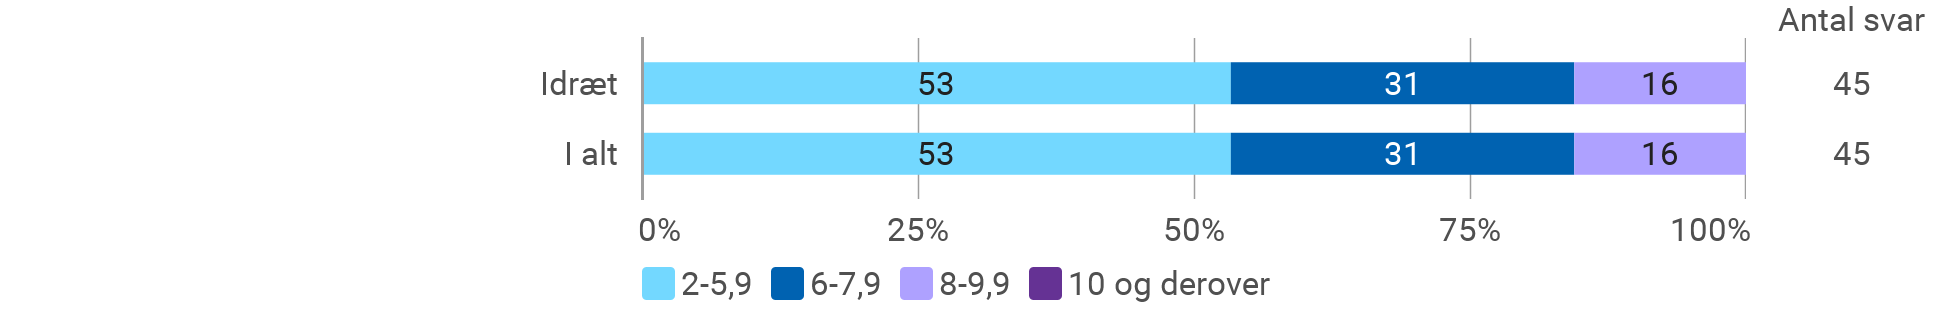 Antal svar
Idræt 53 31 16 45
I alt 53 31 16 45
0% 25% 50% 75% 100%
2-5,9 6-7,9 8-9,9 10 og derover